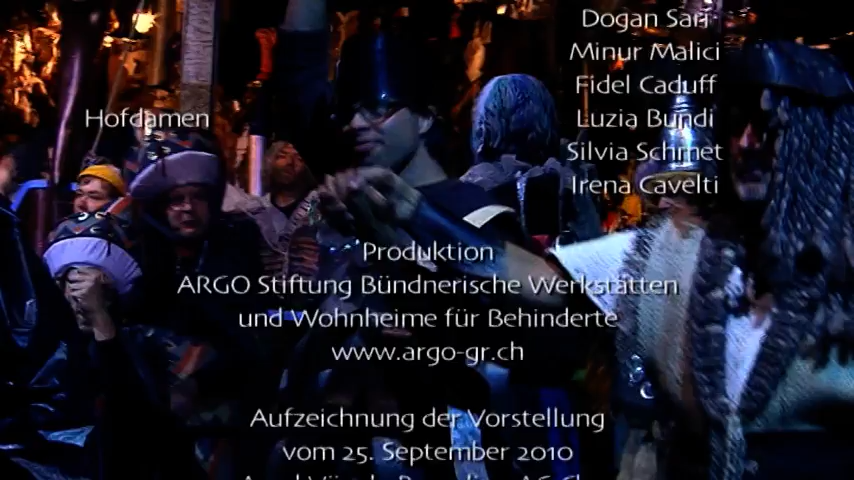 Dogan Sari
Minur Malici
Fidel Caduff
Hofdamen Luzia Bundi
Silvia Schmet
Irena Cavelti
Produktion
ARGO Stiftung Bündnerische Werkstätten
und Wohnheime für Behinderte
www.argo-gr.ch
Aufzeichnung der Vorstellung
vom 25. September 2010